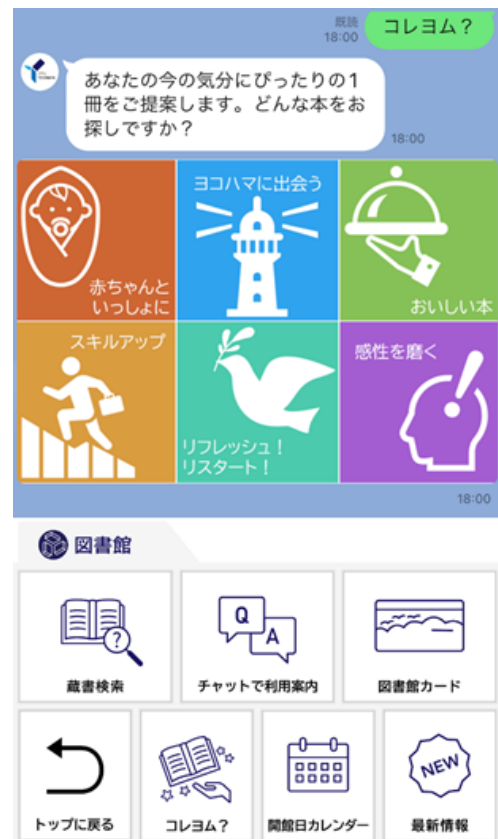 既読
18:00
コレヨム？
あなたの今の気分にぴったりの1
冊をご提案します。どんな本をお
探しですか？
18:00
赤ちゃんと
いっしょに
ヨコハマに出会う
おいしい本
スキルアップ
リフレッシュ！
リスタート！
感性を磨く
18:00
図書館
?
蔵書検索
Q
A
チャットで利用案内
図書館カード
トップに戻る
コレヨム？
開館日カレンダー
NEW
最新情報